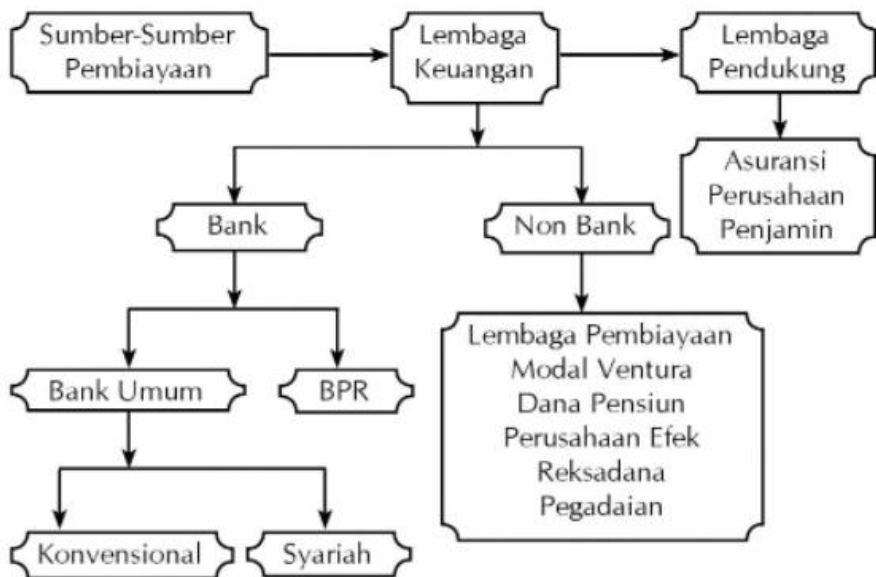 Sumber-Sumber
Pembiayaan
Lembaga
Keuangan
Lembaga
Pendukung
Asuransi
Perusahaan
Penjamin
Bank
Non Bank
Bank Umum
BPR
Lembaga Pembiayaan
Modal Ventura
Dana Pensiun
Perusahaan Efek
Reksadana
Pegadaian
Konvensional
Syariah